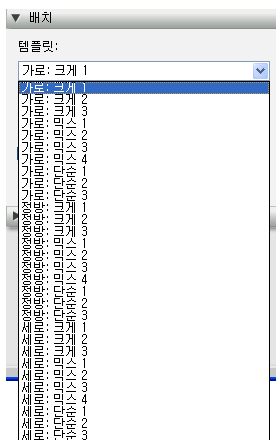 배치
템플릿:
가로: 크게 1
가로: 크게 1
가로: 크게 2
가로: 크게 3
가로: 믹스 1
가로: 믹스 2
가로: 믹스 3
가로: 믹스 4
가로: 단순 1
가로: 단순 2
가로: 단순 3
정방: 크게 1
정방: 크게 2
정방: 크게 3
정방: 믹스 1
정방: 믹스 2
정방: 믹스 3
정방: 믹스 4
정방: 단순 1
정방: 단순 2
정방: 단순 3
세로: 크게 1
세로: 크게 2
세로: 크게 3
세로: 믹스 1
세로: 믹스 2
세로: 믹스 3
세로: 믹스 4
세로: 단순 1
세로: 단순 2
세로: 단순 3